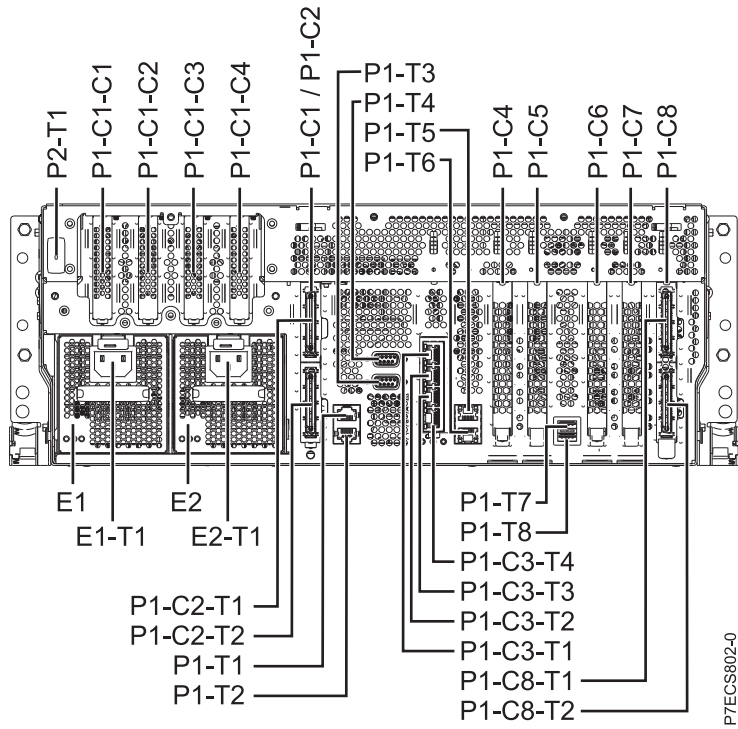 P2-T1
P1-C1-C1
P1-C1-C2
P1-C1-C3
P1-C1-C4
P1-C1 / P1-C2
P1-T3
P1-T4
P1-T5
P1-T6
P1-C4
P1-C5
P1-C6
P1-C7
P1-C8
E1
E1-T1
E2
E2-T1
P1-C2-T1
P1-C2-T2
P1-T1
P1-T2
P1-T7
P1-T8
P1-C3-T4
P1-C3-T3
P1-C3-T2
P1-C3-T1
P1-C8-T1
P1-C8-T2
P7ECS802-0